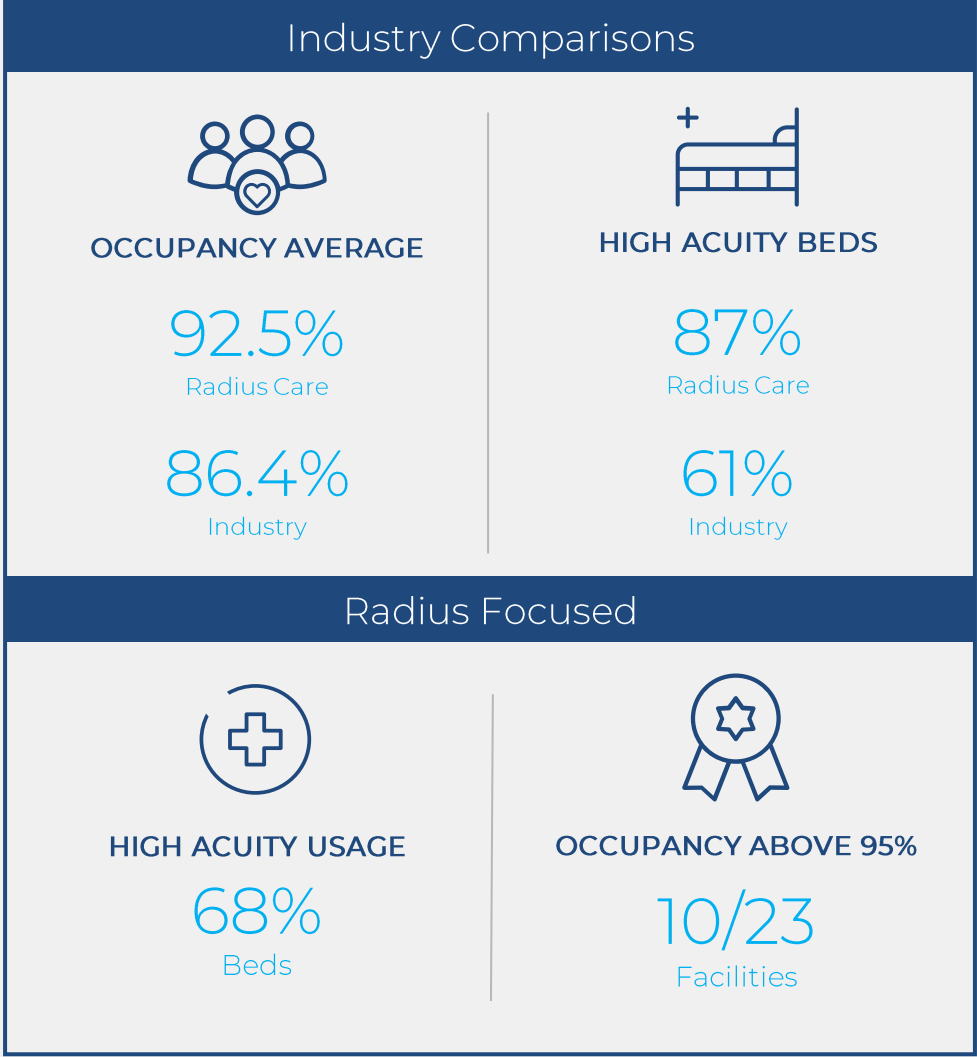 Industry Comparisons
OCCUPANCY AVERAGE
92.5%
Radius Care
86.4%
Industry
HIGH ACUITY BEDS
87%
Radius Care
61%
Industry
Radius Focused
HIGH ACUITY USAGE
68%
Beds
OCCUPANCY ABOVE 95%
10/23
Facilities